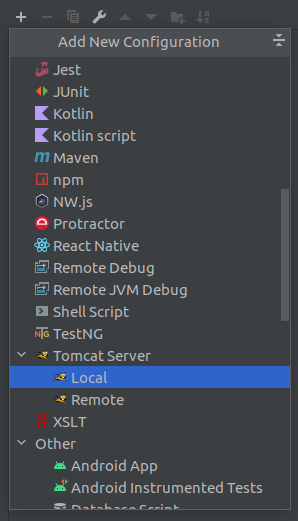 Add New Configuration
Jest
JUnit
Kotlin
Kotlin script
Maven
npm
NW.js
Protractor
React Native
Remote Debug
Remote JVM Debug
Shell Script
TestNG
Tomcat Server
Local
Remote
XSLT
Other
Android App
Android Instrumented Tests
Database Script